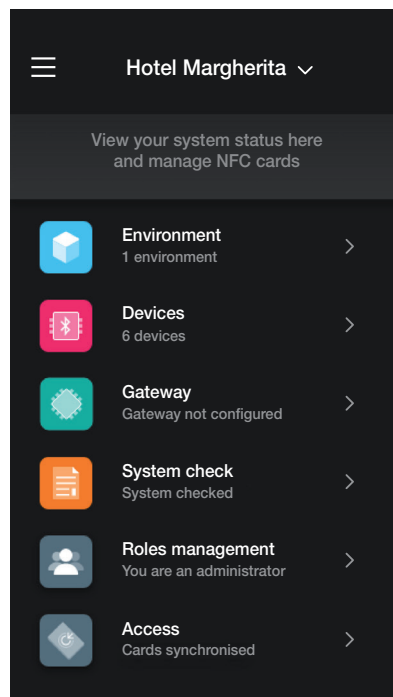 Hotel Margherita
View your system status here
and manage NFC cards
Environment
1 environment
Devices
6 devices
Gateway
Gateway not configured
System check
System checked
Roles management
You are an administrator
Access
Cards synchronised